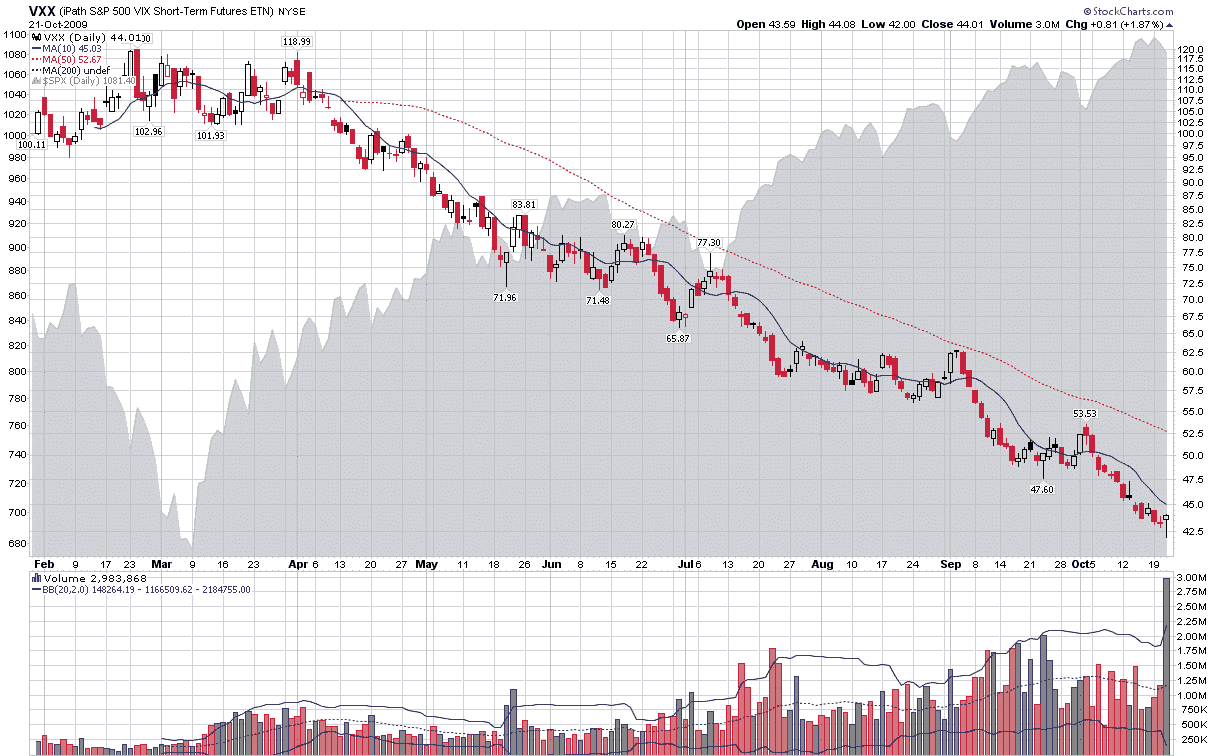 VXX (iPath S&P 500 VIX Short-Term Futures ETN) NYSE
© StockCharts.com
21-Oct-2009
Open 43.59 High 44.08 Low 42.00 Close 44.01 Volume 3.0M Chg +0.81 (+1.87%)
VXX (Daily) 44.01
MA(10) 45.03
MA(50) 52.67
MA(200) undef
$SPX (Daily) 1081.40
1100
1080
1060
1040
1020
1000
980
960
940
920
900
880
860
840
820
800
780
760
740
720
700
680
120.0
117.5
115.0
112.5
110.0
107.5
105.0
102.5
100.0
97.5
95.0
92.5
90.0
87.5
85.0
82.5
80.0
77.5
75.0
72.5
70.0
67.5
65.0
62.5
60.0
57.5
55.0
52.5
50.0
47.5
45.0
42.5
100.11
102.96
101.93
118.99
71.96
83.81
71.48
80.27
65.87
77.30
47.60
53.53
Feb 9 17 23 Mar 9 16 23 Apr 6 13 20 27 May 11 18 26 Jun 8 15 22 Jul 6 13 20 27 Aug 10 17 24 Sep 8 14 21 28 Oct 5 12 19
Volume 2,983,868
BB(20,2.0) 148264.19 - 1166509.62 - 2184755.00
3.00M
2.75M
2.50M
2.25M
2.00M
1.75M
1.50M
1.25M
1.00M
750K
500K
250K